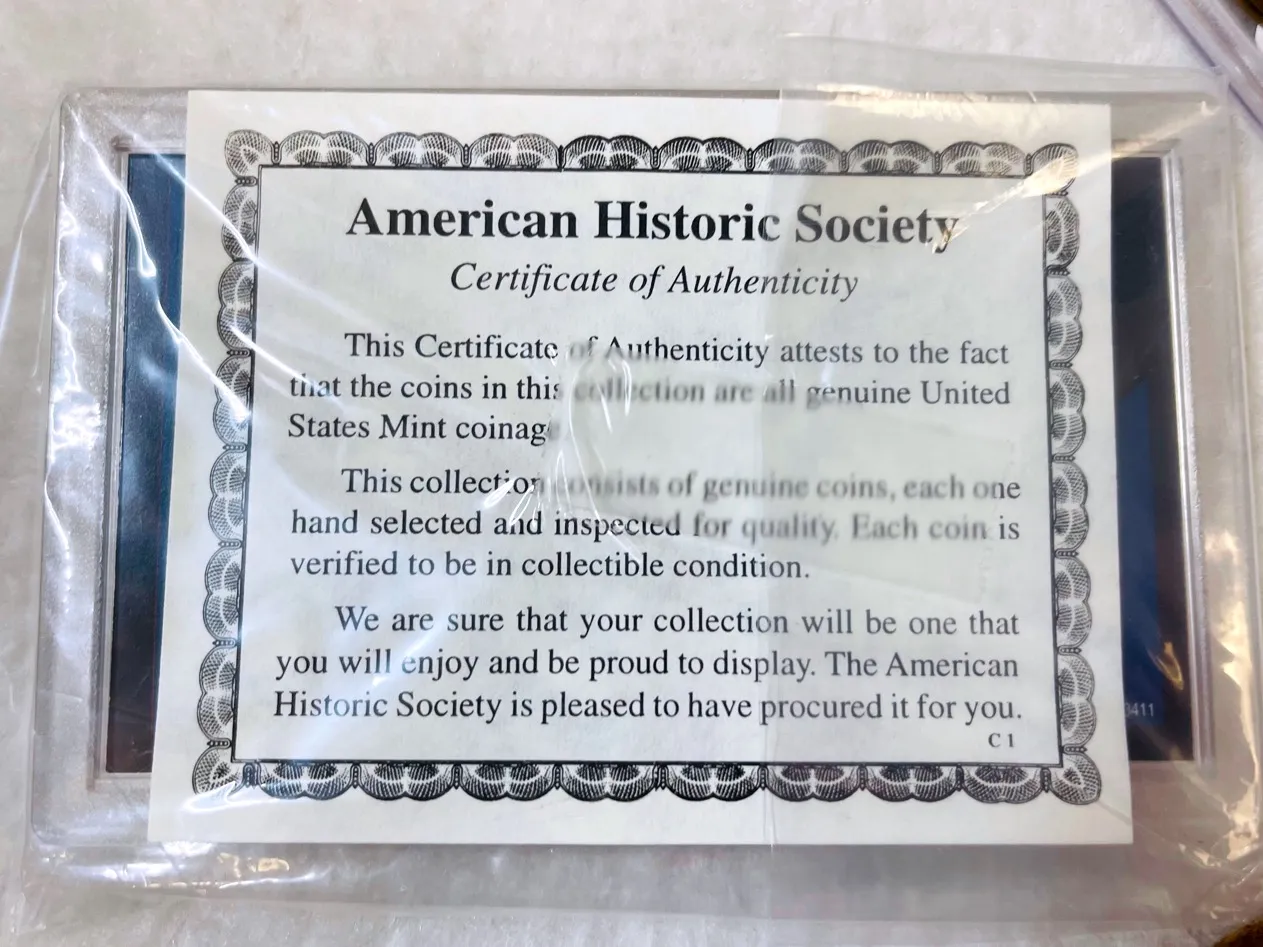 American Historic Society
Certificate of Authenticity
This Certificate of Authenticity attests to the fact
that the coins in this collection are all genuine United
States Mint coinag
This collection consists of genuine coins, each one
hand selected and inspected for quality. Each coin is
verified to be in collectible condition.
We are sure that your collection will be one that
you will enjoy and be proud to display. The American
Historic Society is pleased to have procured it for you.
C1
3411